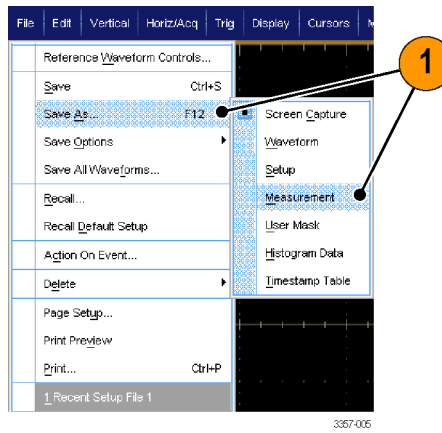 File Edit Vertical Horiz/Acq Trig Display Cursors
Reference Waveform Controls...
Save Ctrl+S
Save As... F12
Save Options
Save All Waveforms...
Recall...
Recall Default Setup
Action On Event...
Delete
Page Setup...
Print Preview
Print... Ctrl+P
1 Recent Setup File 1
Screen Capture
Waveform
Setup
Measurement
User Mask
Histogram Data
Timestamp Table
1
3357-005